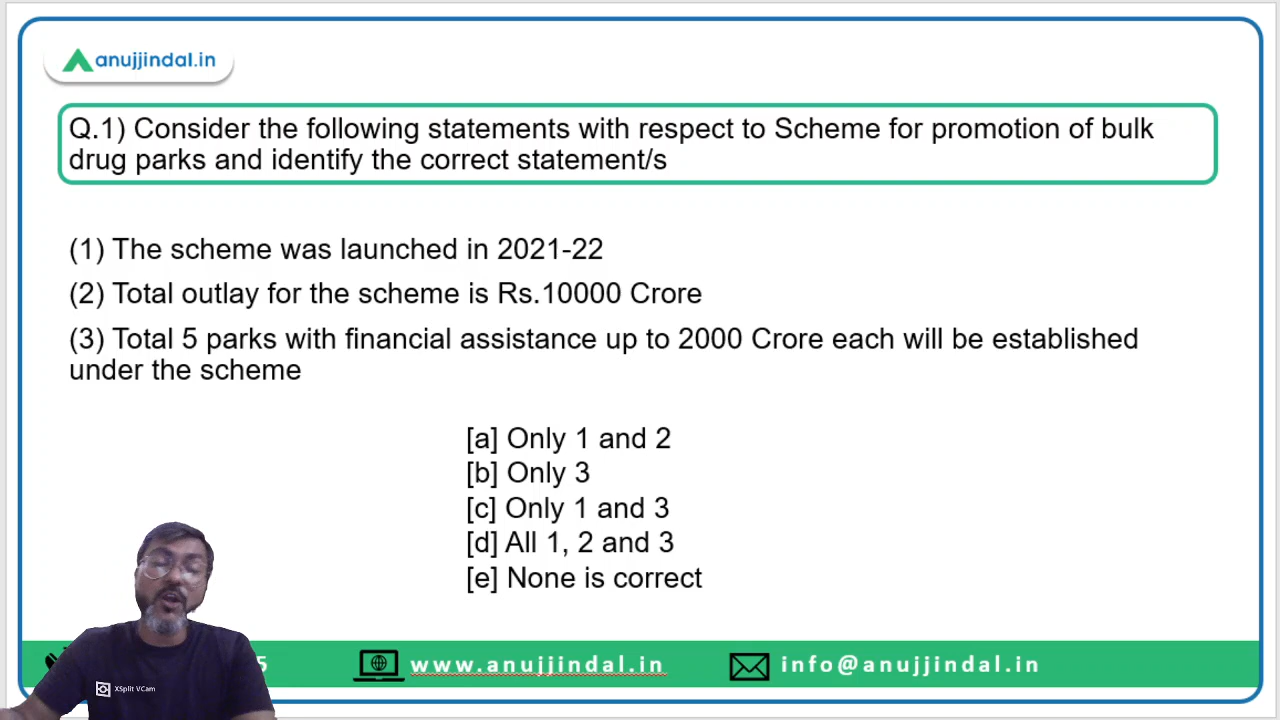 anujjindal.in
Q.1) Consider the following statements with respect to Scheme for promotion of bulk
drug parks and identify the correct statement/s
(1) The scheme was launched in 2021-22
(2) Total outlay for the scheme is Rs.10000 Crore
(3) Total 5 parks with financial assistance up to 2000 Crore each will be established
under the scheme
[a] Only 1 and 2
[b] Only 3
[c] Only 1 and 3
[d] All 1, 2 and 3
[e] None is correct
5
www.anujjindal.in
info@anujjindal.in
XSplit VCam